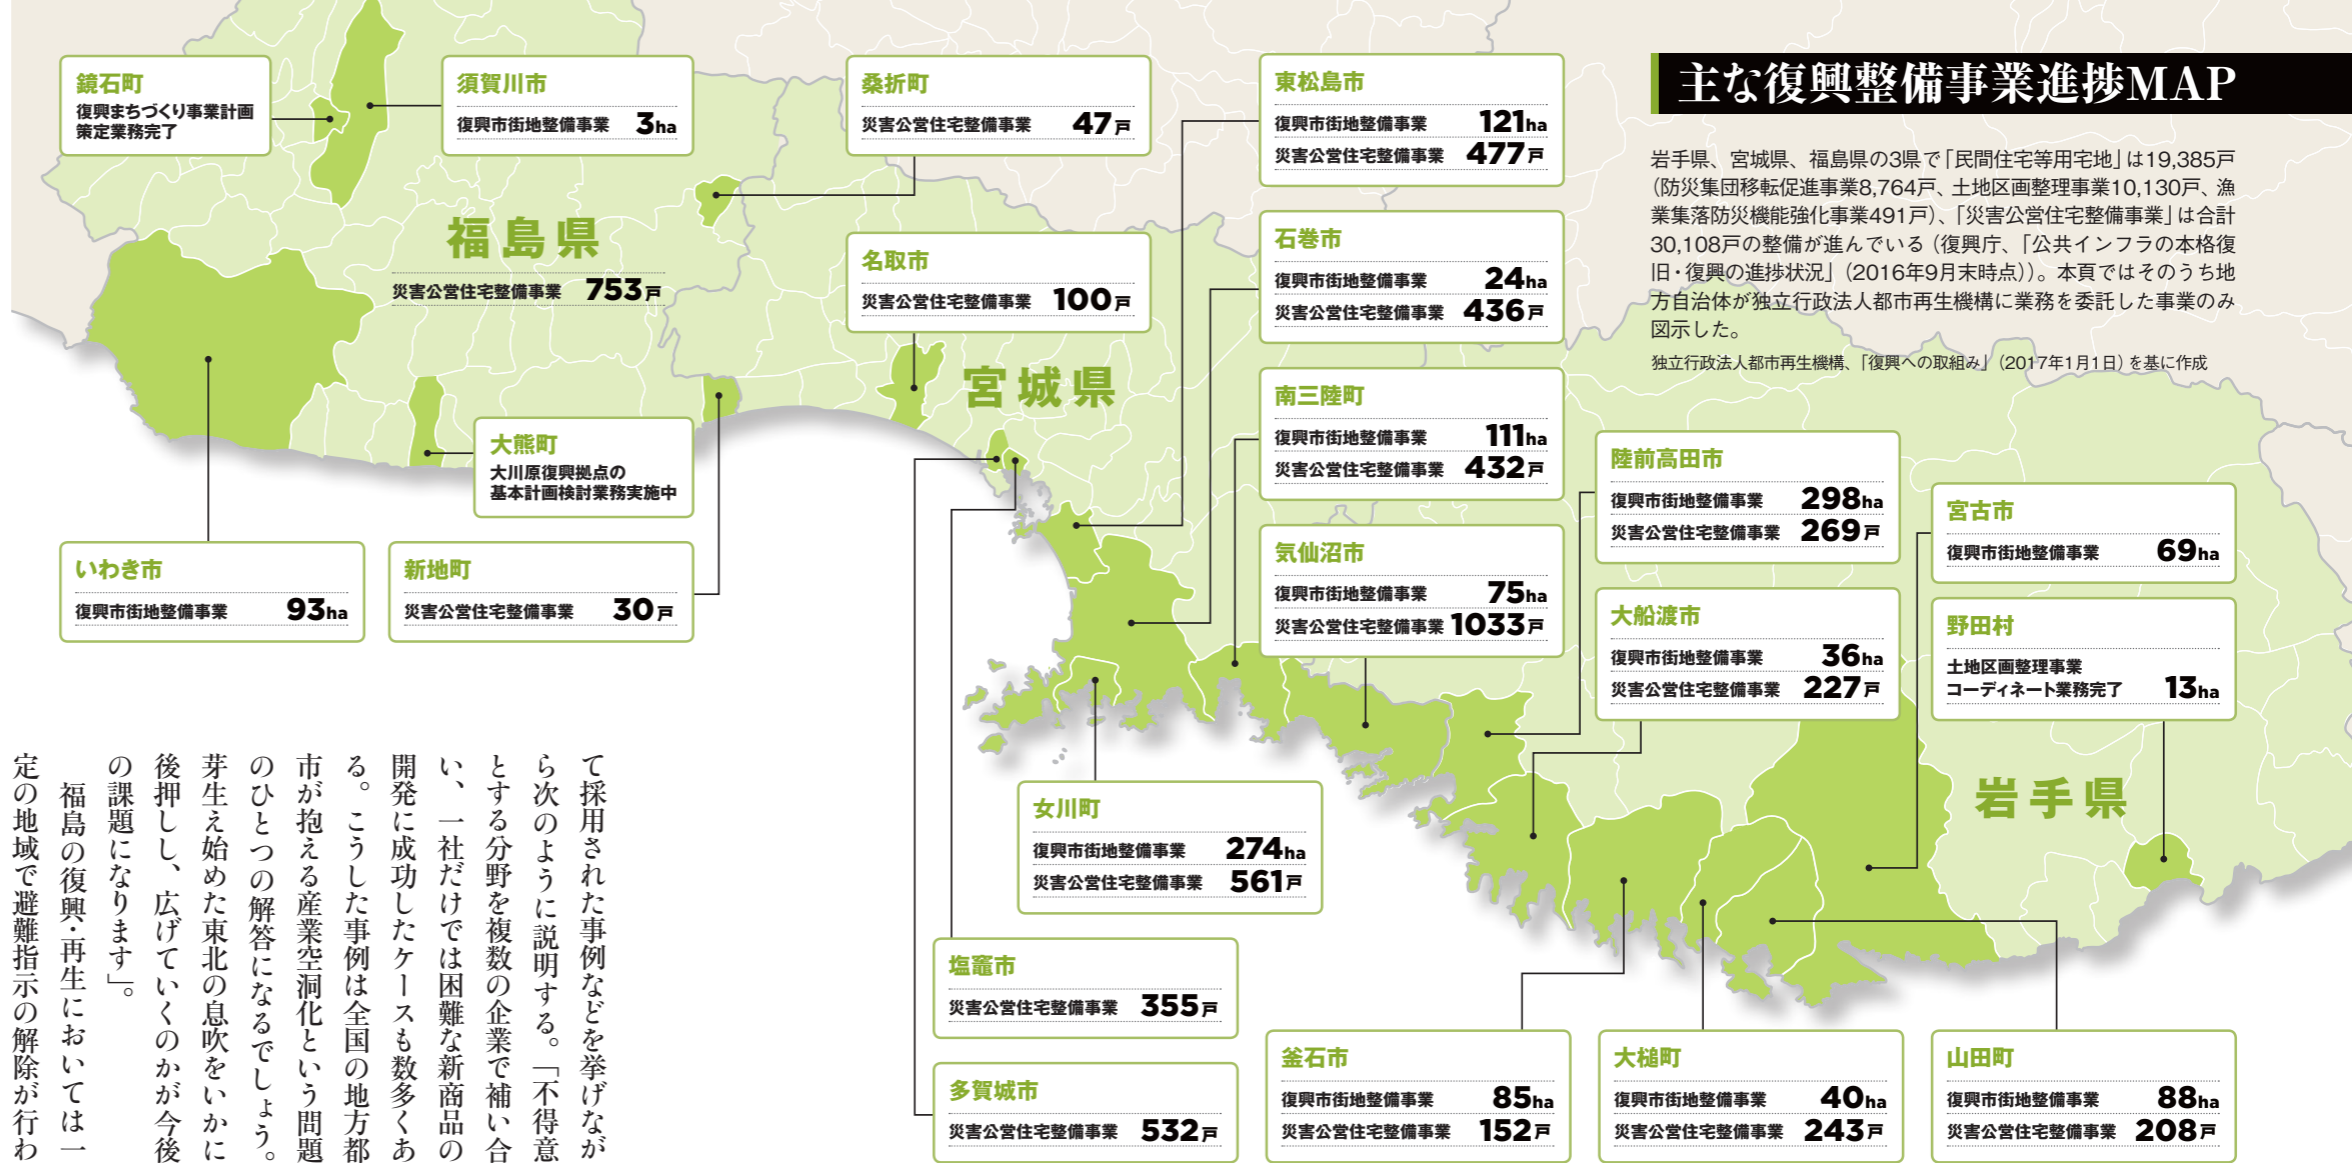 主な復興整備事業進捗MAP
岩手県、宮城県、福島県の3県で「民間住宅等用宅地」は19,385戸
（防災集団移転促進事業8,764戸、土地区画整理事業10,130戸、漁
業集落防災機能強化事業491戸）、「災害公営住宅整備事業」は合計
30,108戸の整備が進んでいる（復興庁、「公共インフラの本格復
旧・復興の進捗状況」（2016年9月末時点））。本頁ではそのうち地
方自治体が独立行政法人都市再生機構に業務を委託した事業のみ
図示した。
独立行政法人都市再生機構、「復興への取組み」（2017年1月1日）を基に作成
鏡石町
復興まちづくり事業計画
策定業務完了
須賀川市
復興市街地整備事業 3ha
桑折町
災害公営住宅整備事業 47戸
福島県
災害公営住宅整備事業 753戸
名取市
災害公営住宅整備事業 100戸
宮城県
大熊町
大川原復興拠点の
基本計画検討業務実施中
いわき市
復興市街地整備事業 93ha
新地町
災害公営住宅整備事業 30戸
東松島市
復興市街地整備事業 121ha
災害公営住宅整備事業 477戸
石巻市
復興市街地整備事業 24ha
災害公営住宅整備事業 436戸
南三陸町
復興市街地整備事業 111ha
災害公営住宅整備事業 432戸
気仙沼市
復興市街地整備事業 75ha
災害公営住宅整備事業 1033戸
陸前高田市
復興市街地整備事業 298ha
災害公営住宅整備事業 269戸
大船渡市
復興市街地整備事業 36ha
災害公営住宅整備事業 227戸
宮古市
復興市街地整備事業 69ha
野田村
土地区画整理事業
コーディネート業務完了 13ha
岩手県
女川町
復興市街地整備事業 274ha
災害公営住宅整備事業 561戸
塩竈市
災害公営住宅整備事業 355戸
多賀城市
災害公営住宅整備事業 532戸
釜石市
復興市街地整備事業 85ha
災害公営住宅整備事業 152戸
大槌町
復興市街地整備事業 40ha
災害公営住宅整備事業 243戸
山田町
復興市街地整備事業 88ha
災害公営住宅整備事業 208戸
て採用された事例などを挙げなが
ら次のように説明する。「不得意
とする分野を複数の企業で補い合
い、一社だけでは困難な新商品の
開発に成功したケースも数多くあ
る。こうした事例は全国の地方都
市が抱える産業空洞化という問題
のひとつの解答になるでしょう。
芽生え始めた東北の息吹をいかに
後押しし、広げていくのかが今後
の課題になります」。
福島の復興・再生においては一
定の地域で避難指示の解除が行わ